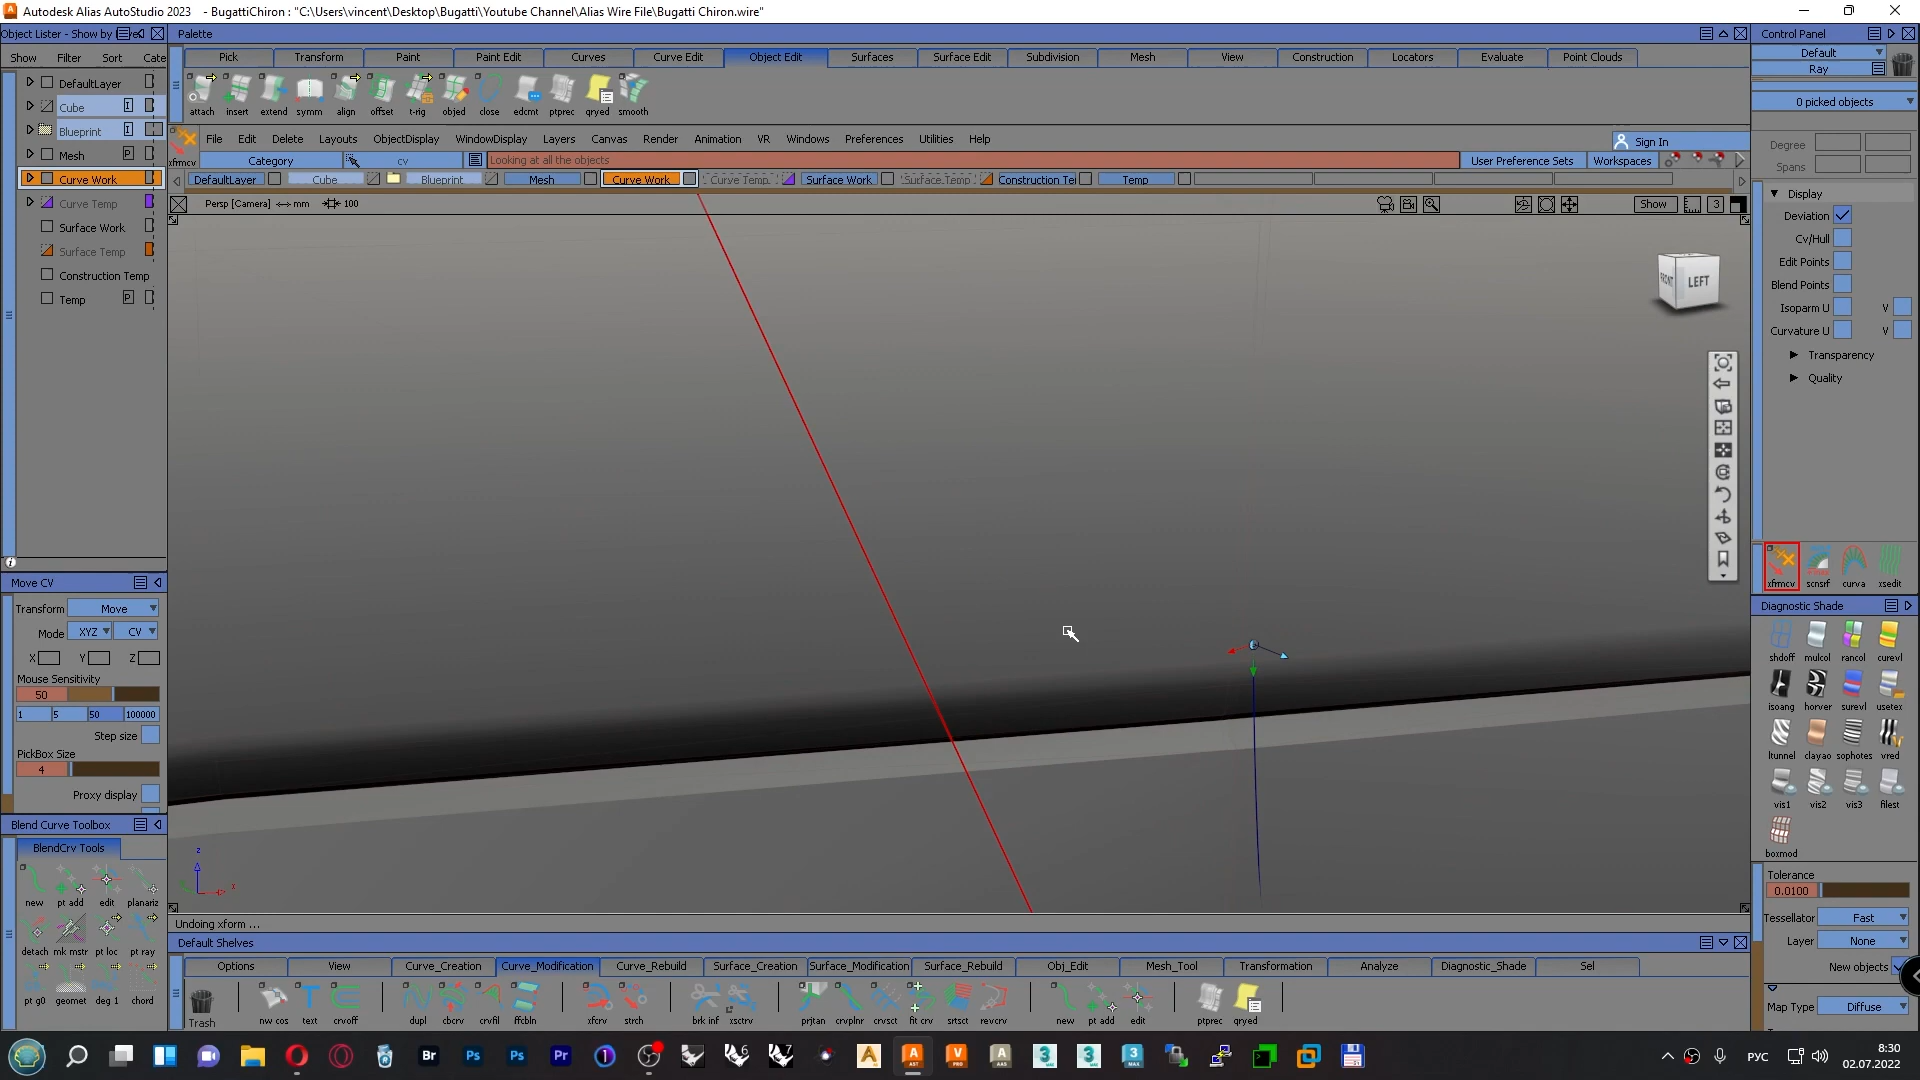 Autodesk Alias AutoStudio 2023 - BugattiChiron : "C:\Users\vincent\Desktop\Bugatti\Youtube Channel\Alias Wire File\Bugatti Chiron.wire"
Object Lister - Show by
Palette
Control Panel
Show Filter Sort Cate
Pick Transform Paint Paint Edit Curves Curve Edit Object Edit Surfaces Surface Edit Subdivision Mesh View Construction Locators Evaluate Point Clouds
Default
Ray
0 picked objects
attach insert extend symm align offset t-rig objed close edcmt ptprec qryed smooth
File Edit Delete Layouts ObjectDisplay WindowDisplay Layers Canvas Render Animation VR Windows Preferences Utilities Help
Sign In
xfrmcv
Category
cv
Looking at all the objects
User Preference Sets
Workspaces
DefaultLayer Cube Blueprint Mesh Curve Work Curve Temp Surface Work Surface Temp Construction Te Temp
Persp [Camera] mm 100
Show
3
DefaultLayer
Cube I
Blueprint I
Mesh P
Curve Work
Curve Temp
Surface Work
Surface Temp
Construction Temp
Temp P
Degree
Spans
Display
Deviation
Cv/Hull
Edit Points
Blend Points
Isoparm U V
Curvature U V
Transparency
Quality
FRONT LEFT
xfrmcv scnsrf curva xsedit
Diagnostic Shade
shdoff mulcol rancol curevl
isoang horver surevl usetex
ltunnel clayao sophotes vred
vis1 vis2 vis3 filest
boxmod
Tolerance
0.0100
Tessellator Fast
Layer None
New objects
Map Type Diffuse
Move CV
Transform Move
Mode XYZ CV
X Y Z
Mouse Sensitivity
50
1 5 50 100000
Step size
PickBox Size
4
Proxy display
Blend Curve Toolbox
BlendCrv Tools
new pt add edit planariz
detach mk mstr pt loc pt ray
pt g0 geomet deg 1 chord
z
x
Undoing xform ...
Default Shelves
Options View Curve_Creation Curve_Modification Curve_Rebuild Surface_Creation Surface_Modification Surface_Rebuild Obj_Edit Mesh_Tool Transformation Analyze Diagnostic_Shade Sel
Trash nw cos text crvoff dupl cbcrv crvfil ffcbln xfcrv strch brk inf xsctrv prjtan crvplnr crvsct fit crv srtsct revcrv new pt add edit ptprec qryed
Br Ps Ps Pr
РУС
8:30
02.07.2022